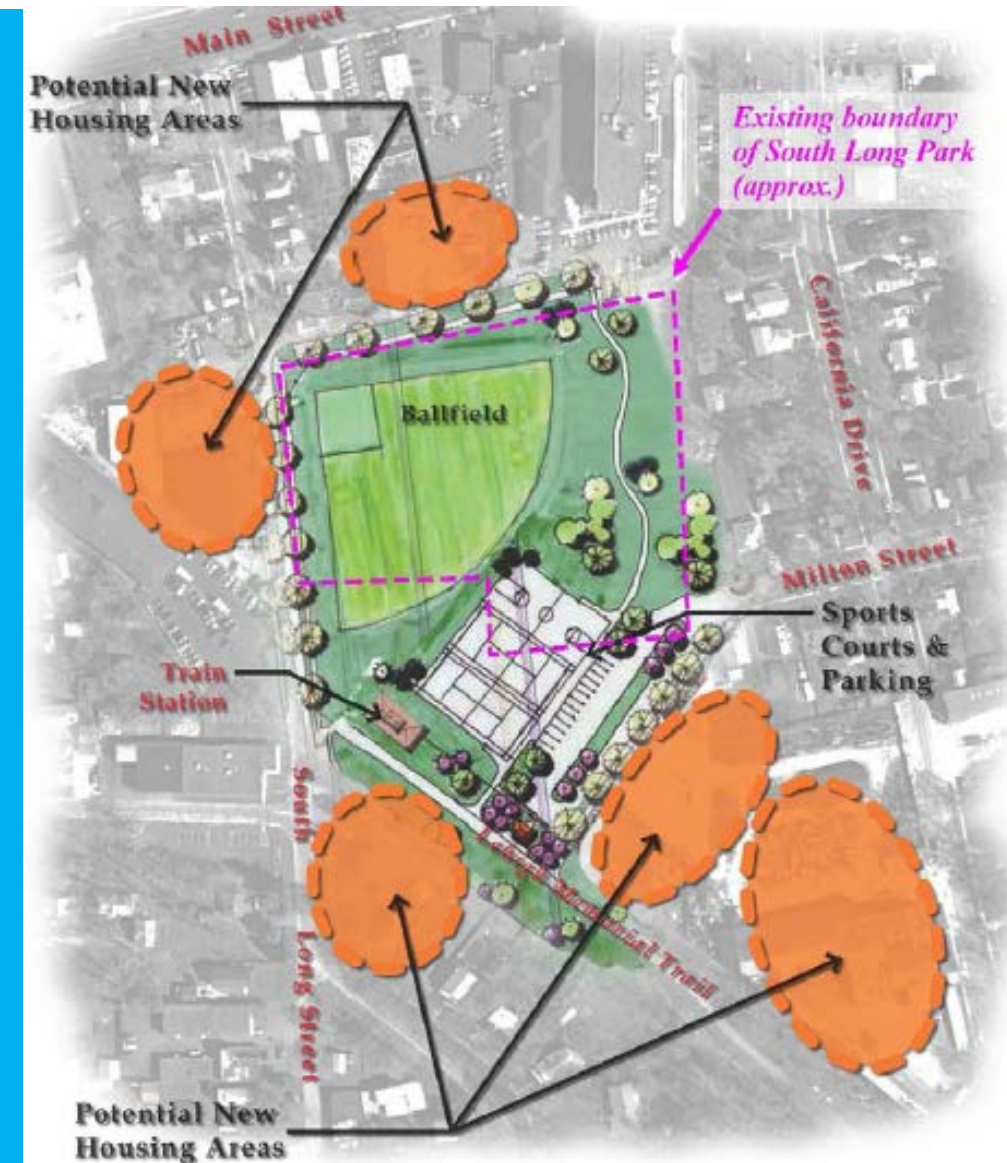 Main Street
Potential New
Housing Areas
Existing boundary
of South Long Park
(approx.)
California Drive
Ballfield
Milton Street
Sports
Courts &
Parking
Train
Station
South Long Street
Memorial Trail
Potential New
Housing Areas